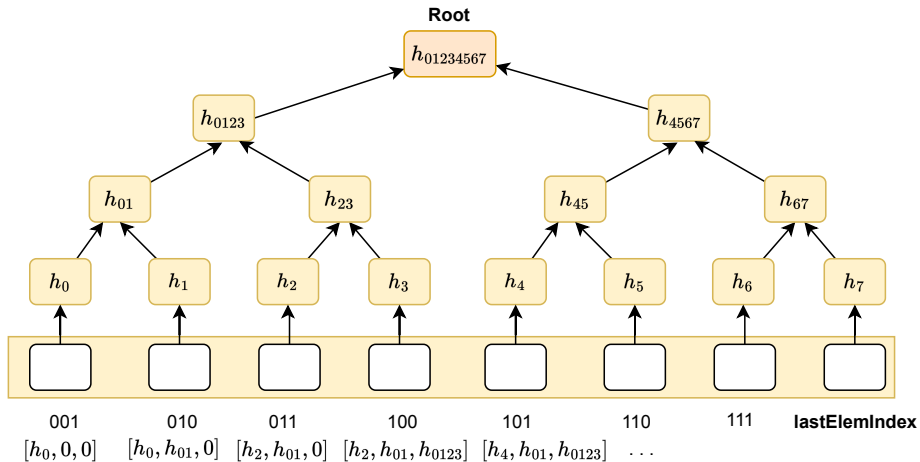 Root
h₀₁₂₃₄₅₆₇
h₀₁₂₃ h₄₅₆₇
h₀₁ h₂₃ h₄₅ h₆₇
h₀ h₁ h₂ h₃ h₄ h₅ h₆ h₇
001 010 011 100 101 110 111 lastElemIndex
[h₀, 0, 0] [h₀, h₀₁, 0] [h₂, h₀₁, 0] [h₂, h₀₁, h₀₁₂₃] [h₄, h₀₁, h₀₁₂₃] . . .